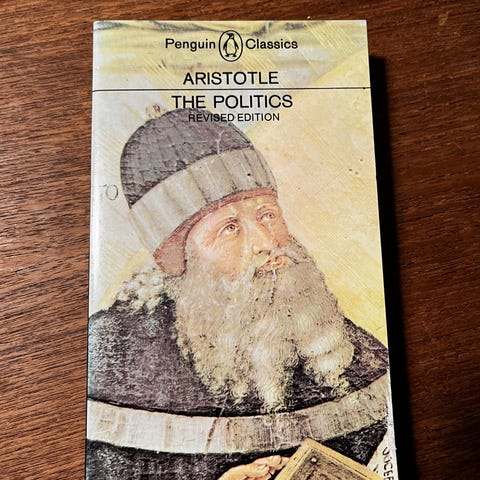 Penguin Classics
ARISTOTLE
THE POLITICS
REVISED EDITION